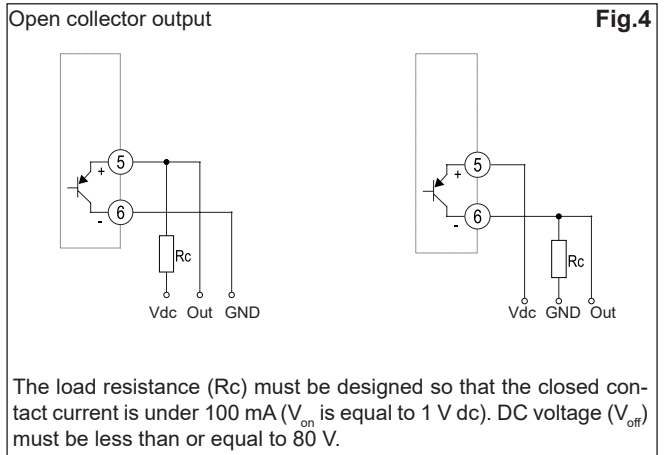 Open collector output Fig.4
5
+
5
+
6
-
6
-
Rc
Rc
Vdc Out GND
Vdc GND Out
The load resistance (Rc) must be designed so that the closed con-
tact current is under 100 mA (Von is equal to 1 V dc). DC voltage (Voff)
must be less than or equal to 80 V.